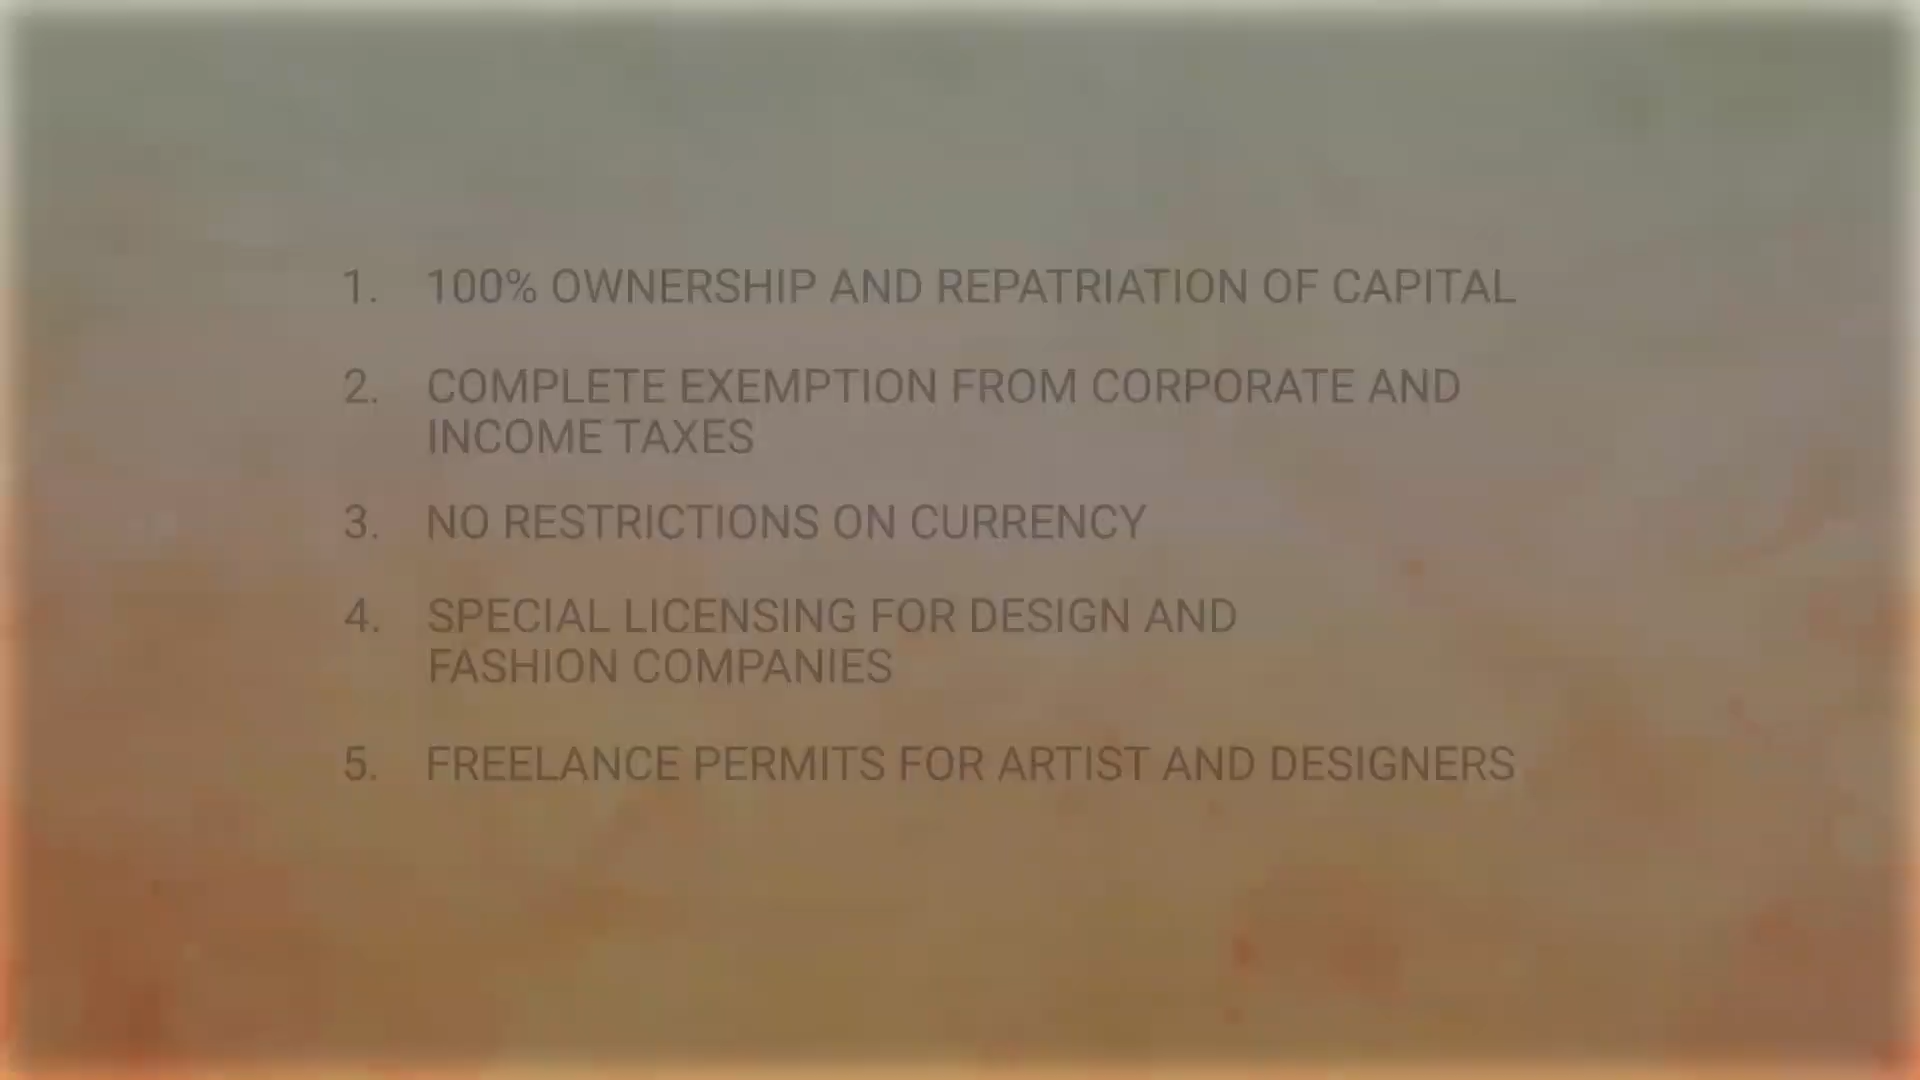 1. 100% OWNERSHIP AND REPATRIATION OF CAPITAL
2. COMPLETE EXEMPTION FROM CORPORATE AND
INCOME TAXES
3. NO RESTRICTIONS ON CURRENCY
4. SPECIAL LICENSING FOR DESIGN AND
FASHION COMPANIES
5. FREELANCE PERMITS FOR ARTIST AND DESIGNERS